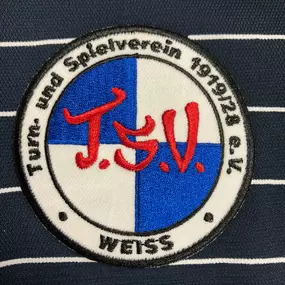 Turn- und Spielverein 1919/28 e.V.
T.S.V.
WEISS